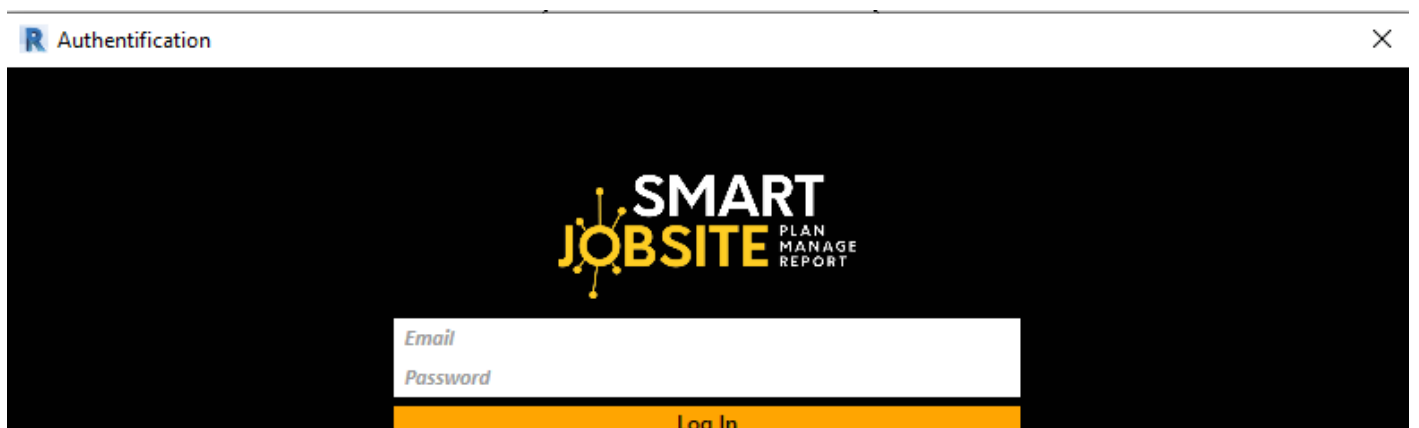 R Authentification
SMART
JOBSITE PLAN
MANAGE
REPORT
Email
Password
Log In